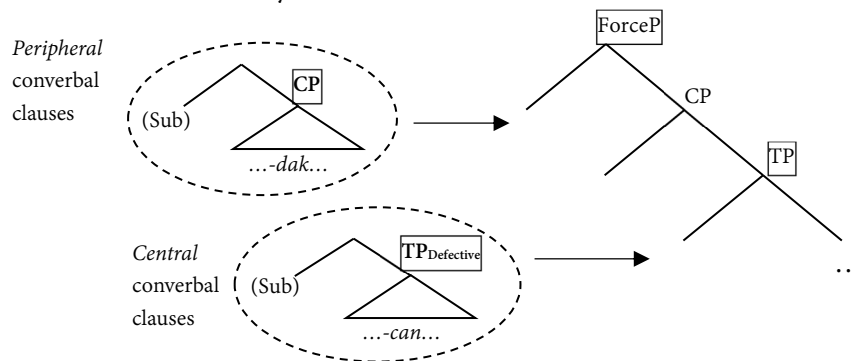 Peripheral
converbal
clauses
(Sub)
CP
...-dak...
ForceP
CP
TP
Central
converbal
clauses
(Sub)
TPDefective
...-can...
..